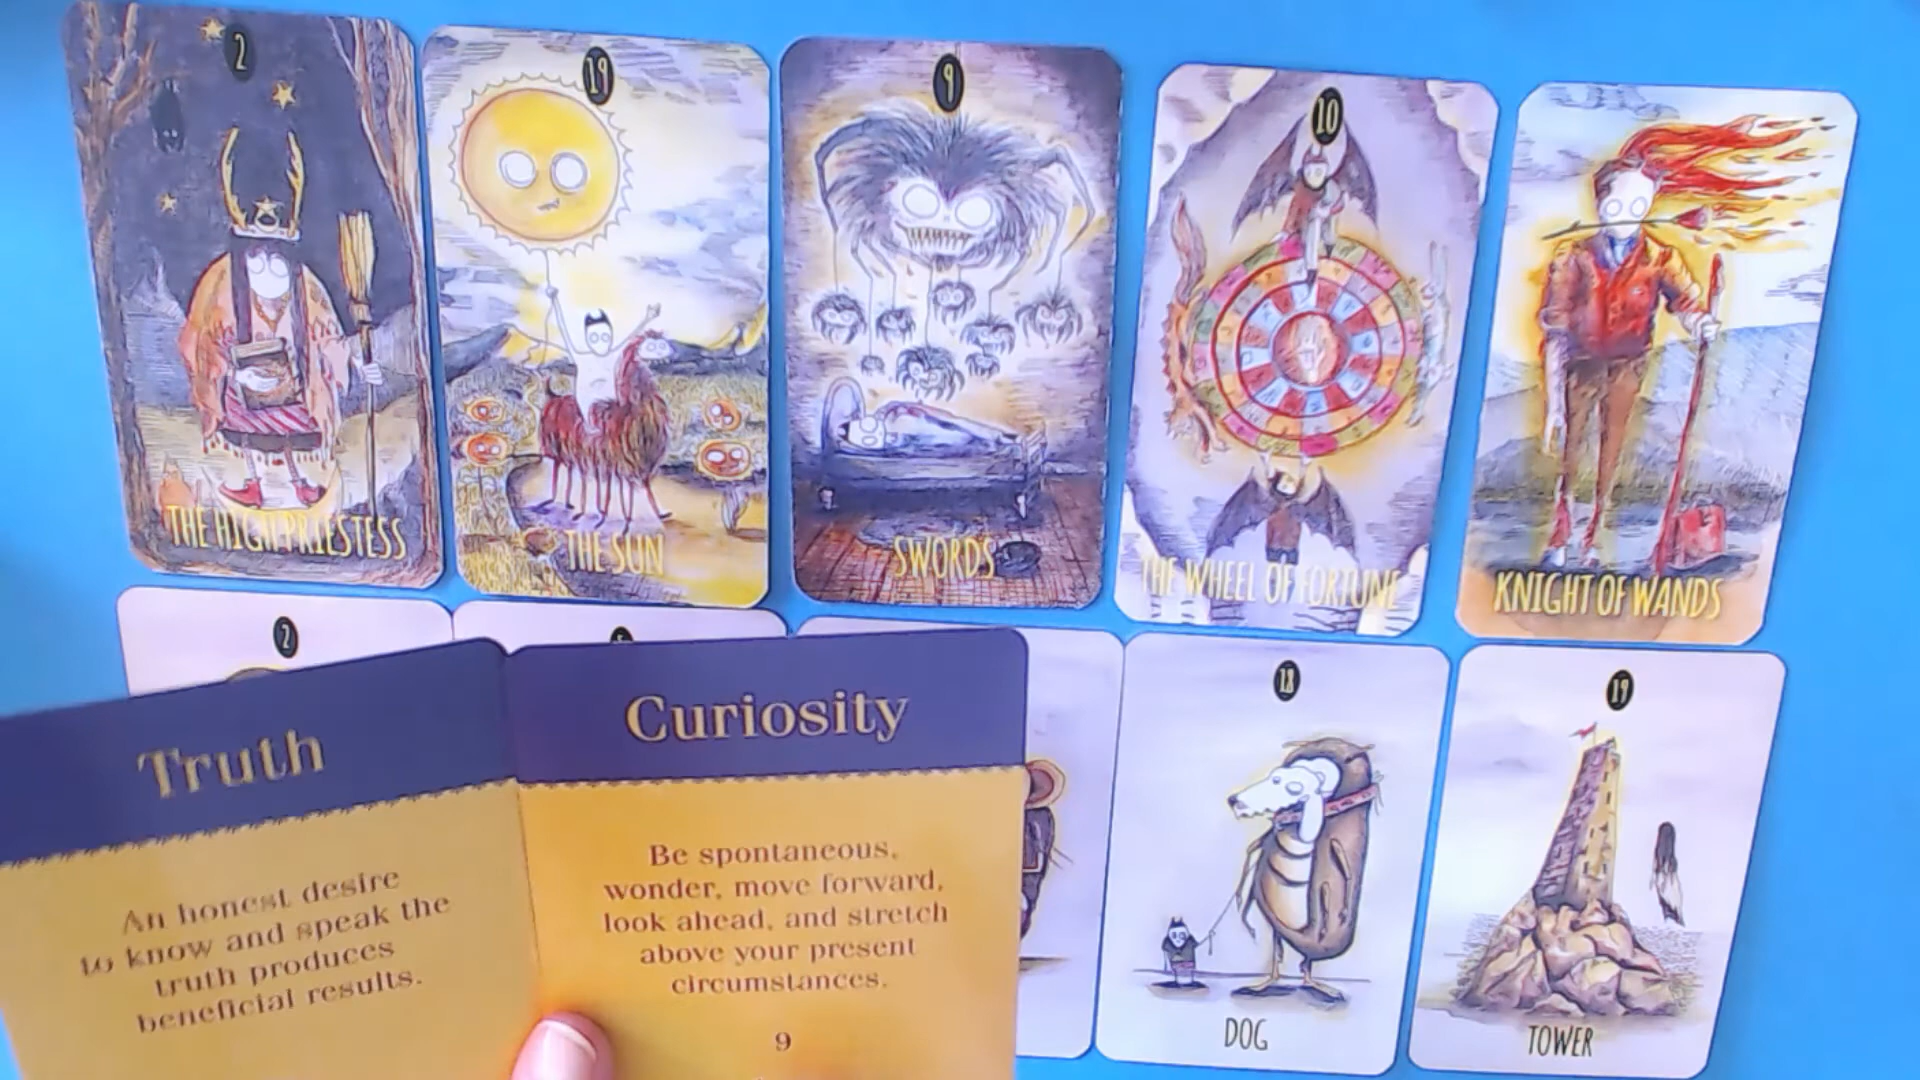 2
19
9
10
THE HIGH PRIESTESS
THE SUN
SWORDS
THE WHEEL OF FORTUNE
KNIGHT OF WANDS
2
18
19
Truth
An honest desire
to know and speak the
truth produces
beneficial results.
Curiosity
Be spontaneous,
wonder, move forward,
look ahead, and stretch
above your present
circumstances.
9
DOG
TOWER